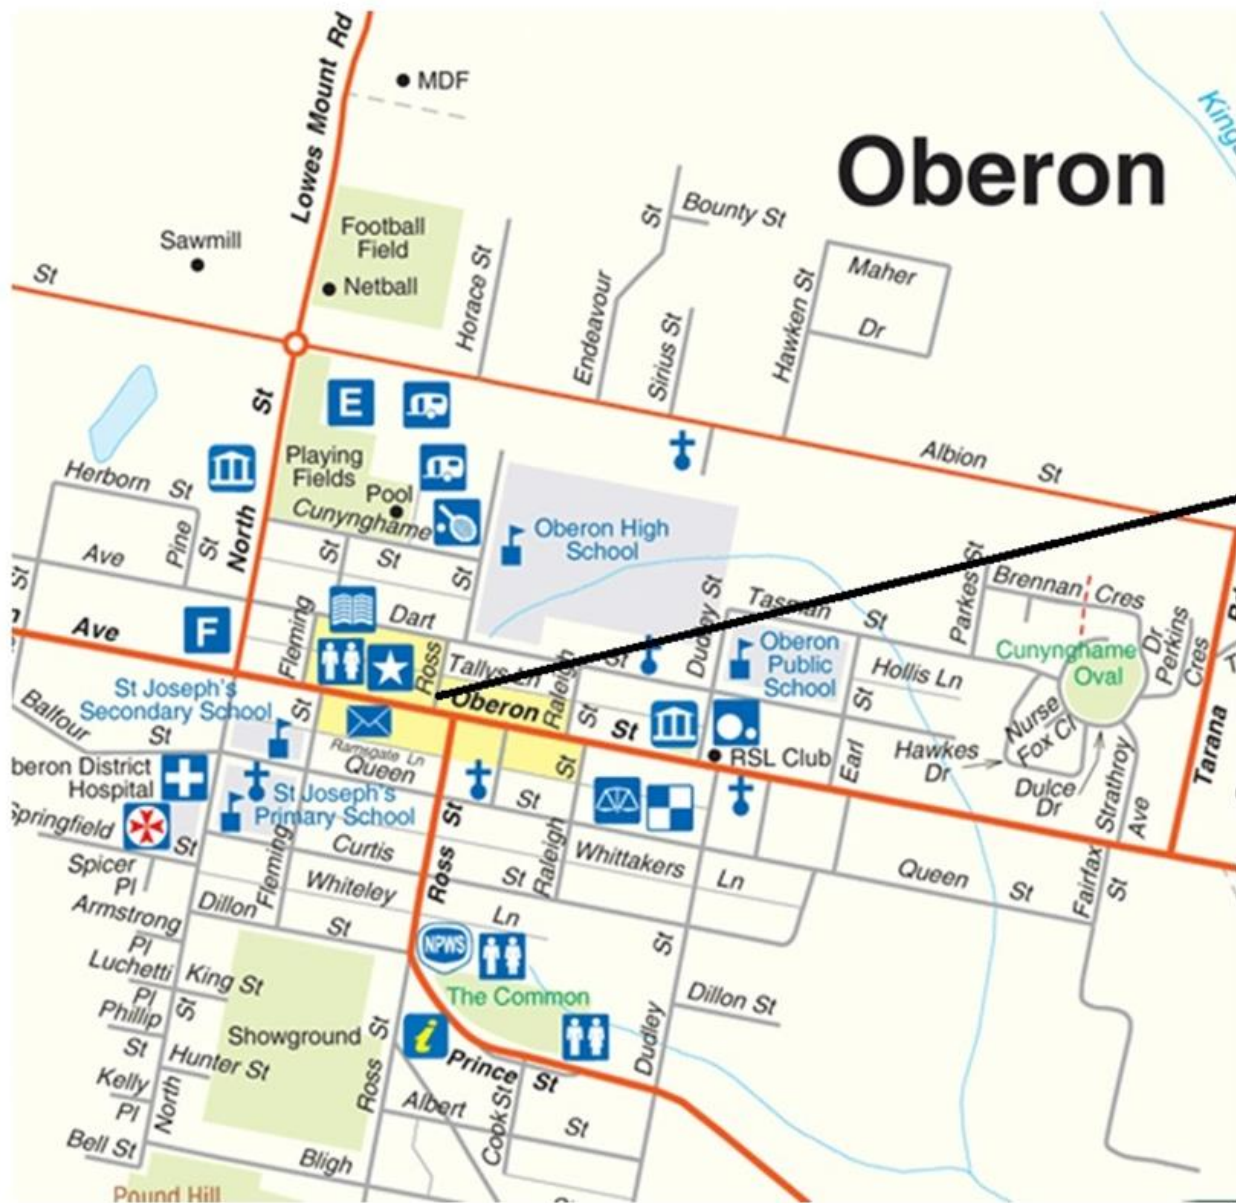 Lowes Mount Rd
MDF
Oberon
Football
Field
Netball
Sawmill
St
Horace St
Endeavour
St
Bounty St
Sirius St
Hawken St
Maher
Dr
Albion St
St
North
E
Playing
Fields
Pool
Cunynghame
St
St
St
Herborn St
Pine
St
Ave
St
Ave
F
Oberon High
School
Dart
Fleming
Ross
Tallys Ln
Raleigh
St
St
Dudley St
Tasman St
Oberon
Public
School
Parkes St
Brennan Cres
Cunynghame
Oval
Dr
Perkins
Cres
Hollis Ln
St
Earl
Nurse
Fox Cl
Hawkes
Dr
Dulce
Dr
Strathroy
Ave
Tarana
Oberon
St
RSL Club
St Joseph's
Secondary School
St
Balfour
St
Ramsgate Ln
Queen
St
St
Springfield
St
District
Hospital
St Joseph's
Primary School
Fleming
Curtis
St
Raleigh
Whittakers
Ln
Queen St
Fairfax
St
Spicer
Pl
Whiteley
Ln
Ross St
Dillon
St
Armstrong
Pl
Luchetti
Pl
King St
Phillip
St
St
Hunter St
Kelly
Pl
North
Bell St
Showground
St
Ross
NPWS
The Common
i
Prince St
Albert
St
Cook St
St
Dudley
Dillon St
Bligh
Pound Hill